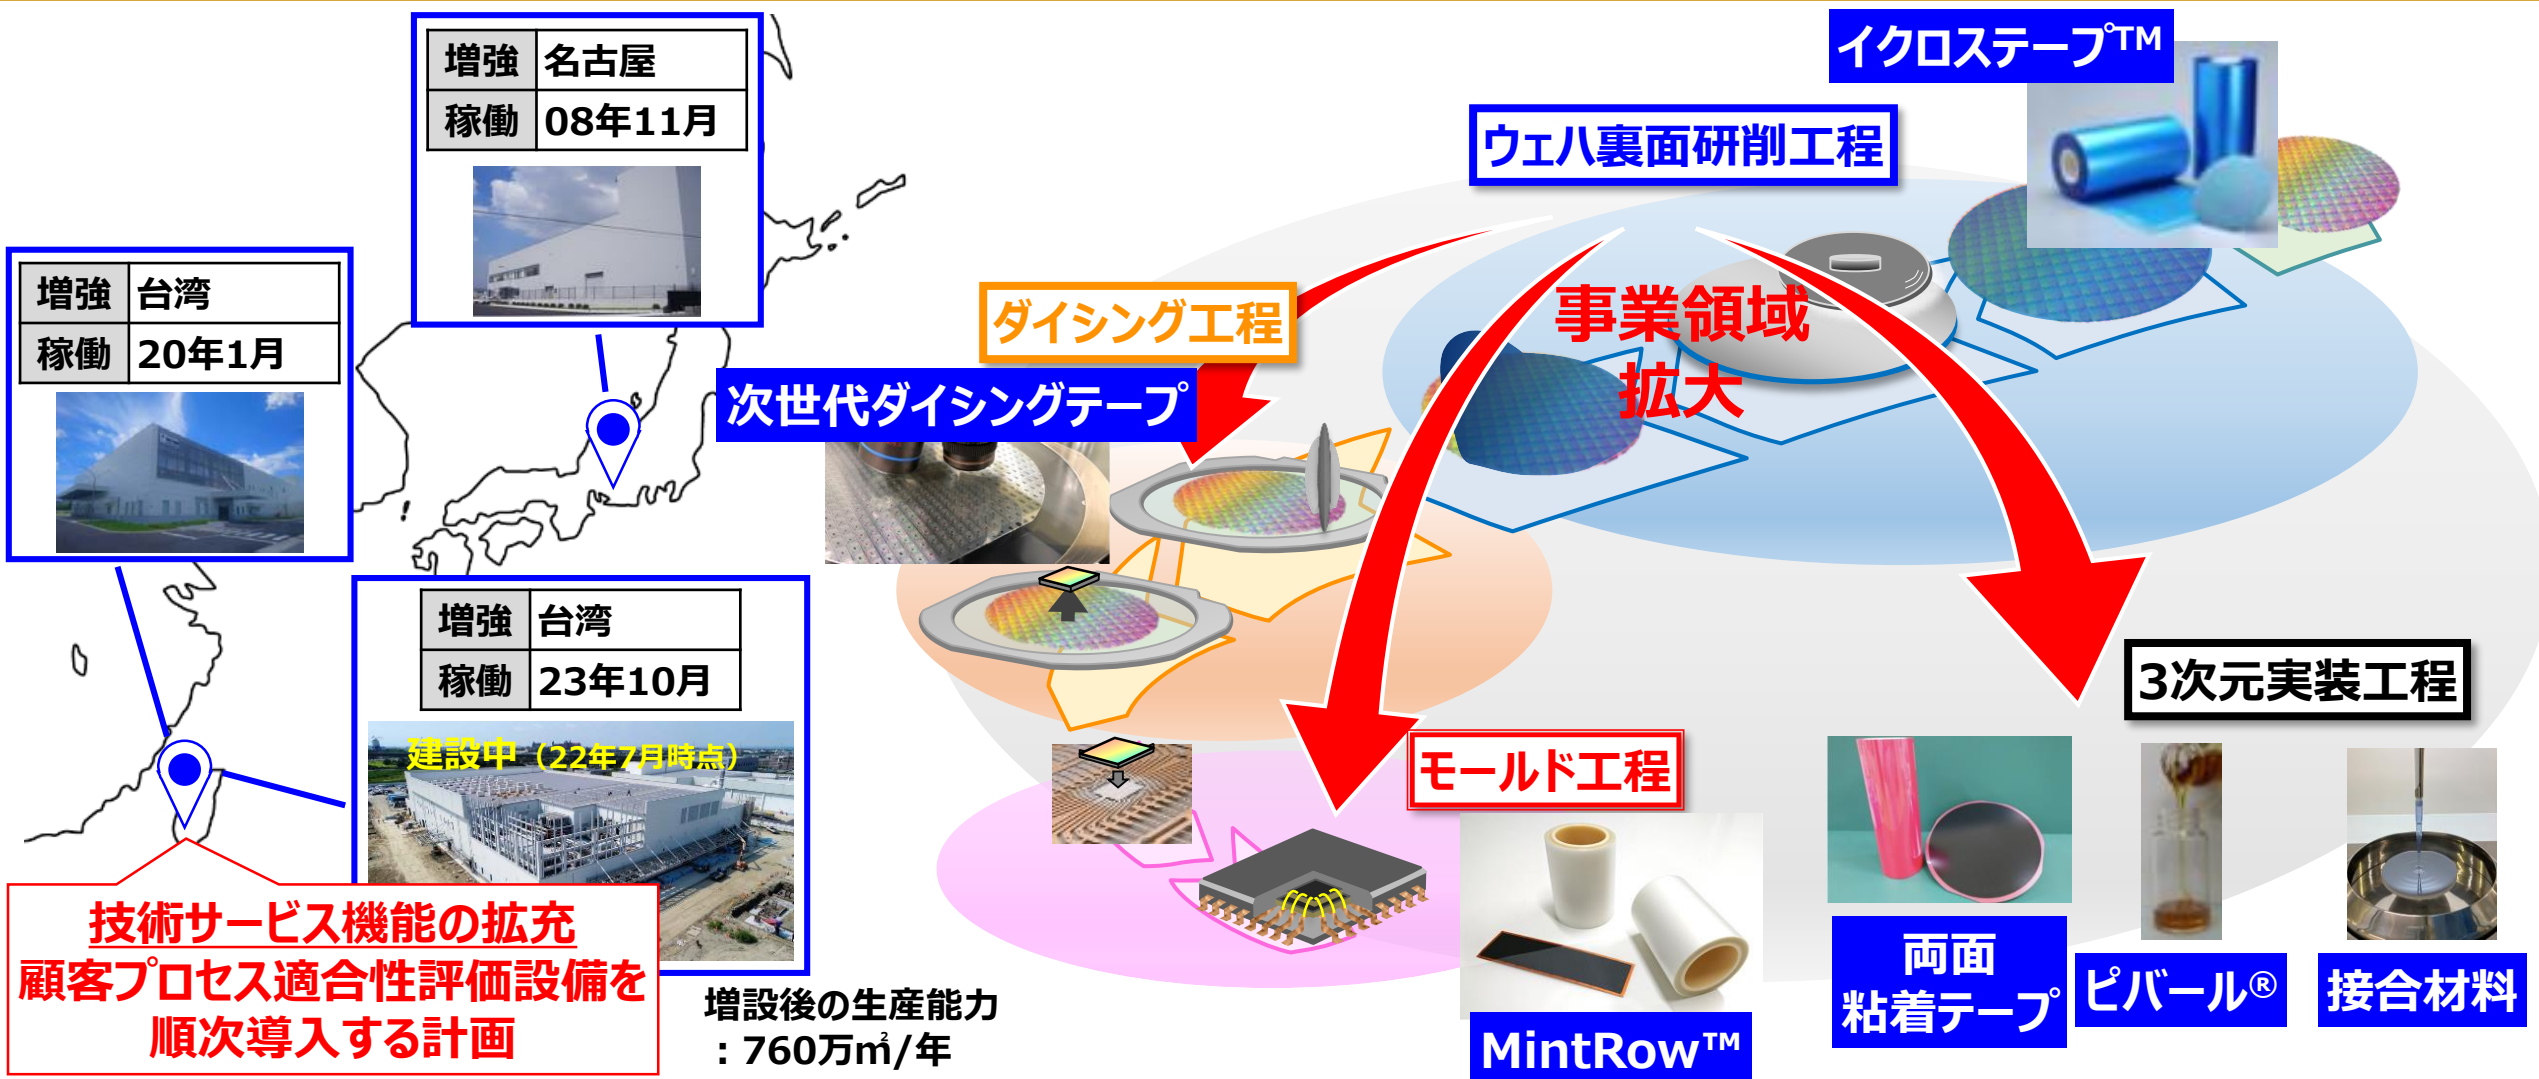 増強 名古屋
稼働 08年11月
増強 台湾
稼働 20年1月
増強 台湾
稼働 23年10月
建設中（22年7月時点）
技術サービス機能の拡充
顧客プロセス適合性評価設備を
順次導入する計画
増設後の生産能力
：760万㎡/年
イクロステープ™
ウェハ裏面研削工程
事業領域
拡大
ダイシング工程
次世代ダイシングテープ
モールド工程
MintRow™
3次元実装工程
両面
粘着テープ
ピバール®
接合材料